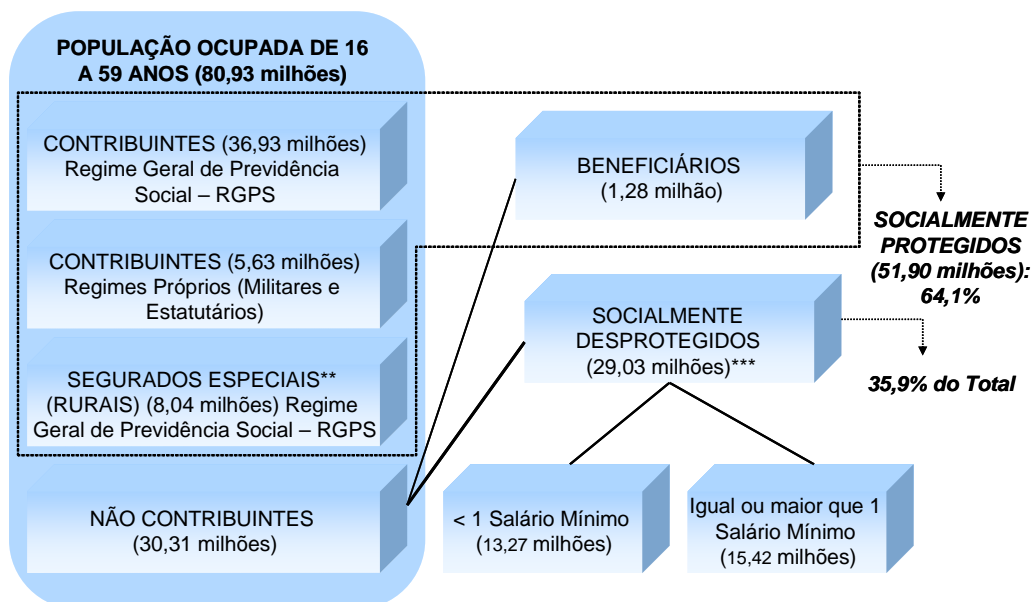 POPULAÇÃO OCUPADA DE 16
A 59 ANOS (80,93 milhões)
CONTRIBUINTES (36,93 milhões)
Regime Geral de Previdência
Social – RGPS
CONTRIBUINTES (5,63 milhões)
Regimes Próprios (Militares e
Estatutários)
SEGURADOS ESPECIAIS**
(RURAIS) (8,04 milhões) Regime
Geral de Previdência Social – RGPS
NÃO CONTRIBUINTES
(30,31 milhões)
BENEFICIÁRIOS
(1,28 milhão)
SOCIALMENTE
PROTEGIDOS
(51,90 milhões):
64,1%
SOCIALMENTE
DESPROTEGIDOS
(29,03 milhões)***
35,9% do Total
< 1 Salário Mínimo
(13,27 milhões)
Igual ou maior que 1
Salário Mínimo
(15,42 milhões)